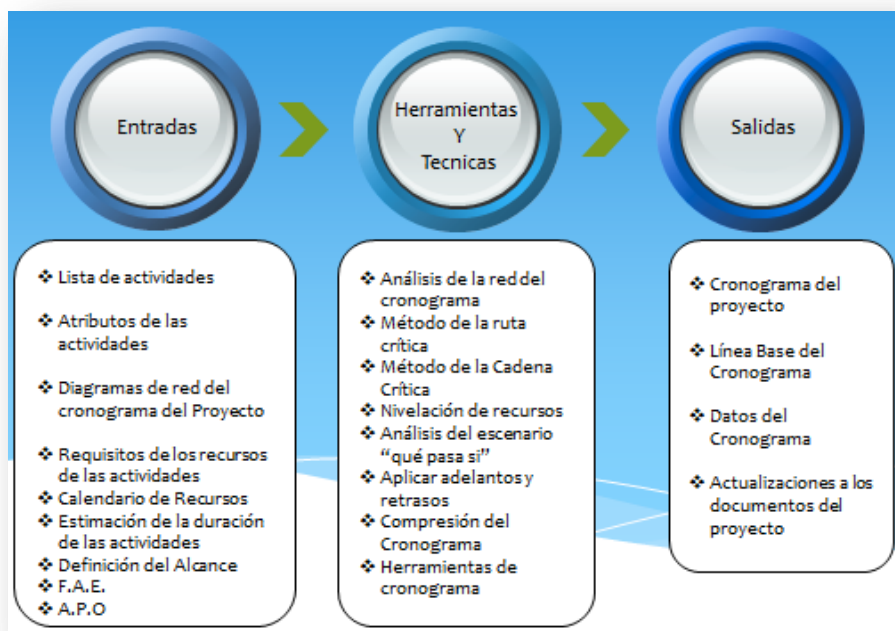 Entradas
Herramientas
Y
Tecnicas
Salidas
❖ Lista de actividades
❖ Atributos de las
actividades
❖ Diagramas de red del
cronograma del Proyecto
❖ Requisitos de los recursos
de las actividades
❖ Calendario de Recursos
❖ Estimación de la duración
de las actividades
❖ Definición del Alcance
❖ F.A.E.
❖ A.P.O
❖ Análisis de la red del
cronograma
❖ Método de la ruta
crítica
❖ Método de la Cadena
Crítica
❖ Nivelación de recursos
❖ Análisis del escenario
“qué pasa si”
❖ Aplicar adelantos y
retrasos
❖ Compresión del
Cronograma
❖ Herramientas de
cronograma
❖ Cronograma del
proyecto
❖ Línea Base del
Cronograma
❖ Datos del
Cronograma
❖ Actualizaciones a los
documentos del
proyecto